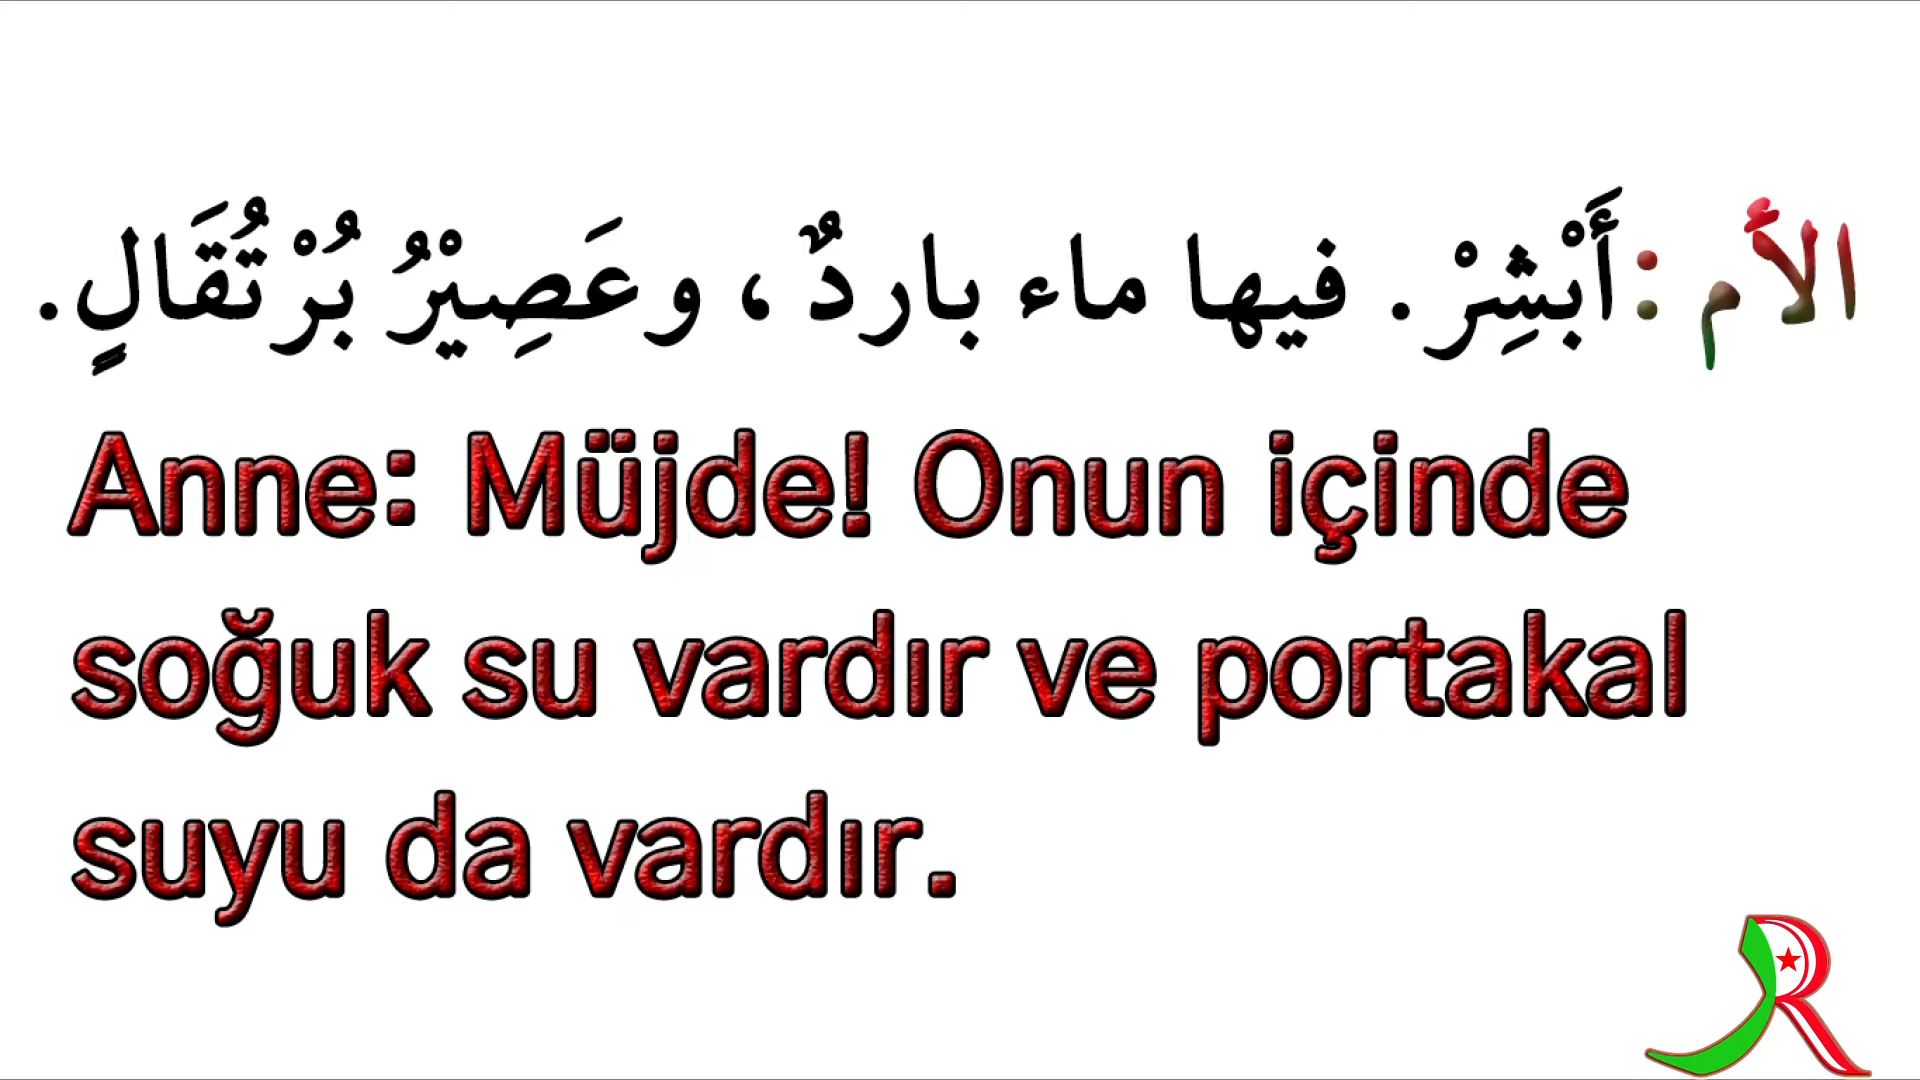 الأم : أَبْشِرْ. فيها ماء باردٌ ، وعَصِيْرُ بُرْتُقَالٍ.
Anne: Müjde! Onun içinde
soğuk su vardır ve portakal
suyu da vardır.